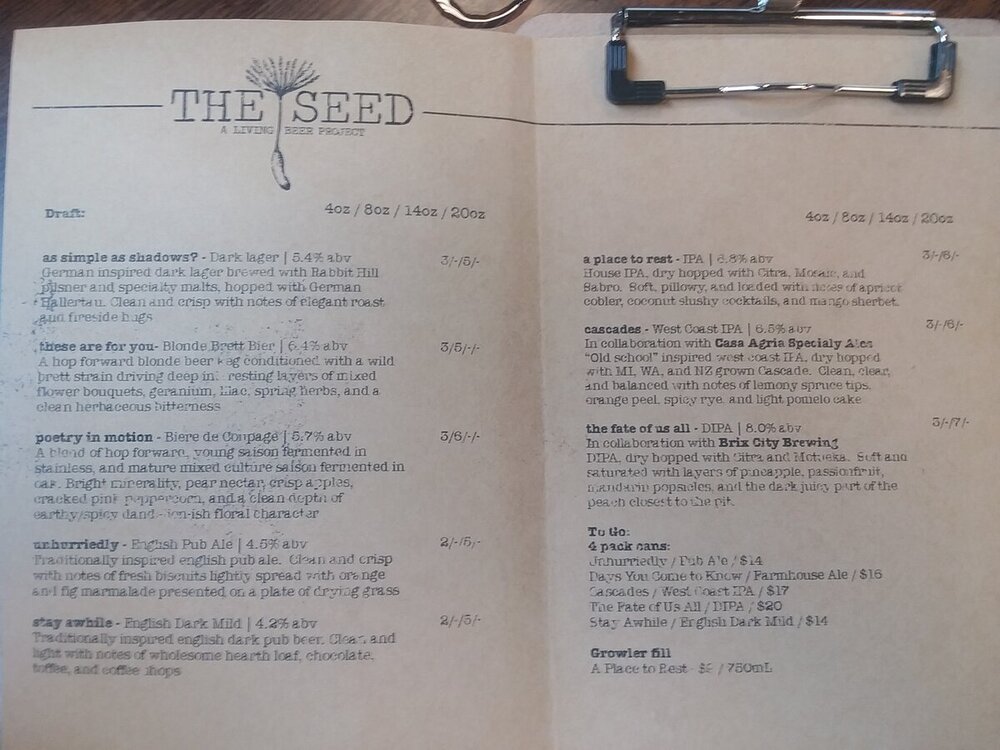 THE SEED
A LIVING BEER PROJECT
Draft:
4oz / 8oz / 14oz / 20oz
as simple as shadows? - Dark lager | 5.4% abv
3/-/5/-
German inspired dark lager brewed with Rabbit Hill
pilsner and specialty malts, hopped with German
Hallertau. Clean and crisp with notes of elegant roast
and fireside hugs
these are for you- Blonde Brett Bier | 6.4% abv
3/5/-/-
A hop forward blonde beer keg conditioned with a wild
brett strain driving deep resting layers of mixed
flower bouquets, geranium, lilac, spring herbs, and a
clean herbaceous bitterness
poetry in motion - Biere de Coupage | 5.7% abv
3/6/-/-
A blend of hop forward, young saison fermented in
stainless, and mature mixed culture saison fermented in
oak. Bright minerality, pear nectar, crisp apples,
cracked pink peppercorn, and a clean depth of
earthy/spicy dandelion-ish floral character
unhurriedly - English Pub Ale | 4.5% abv
2/-/5/-
Traditionally inspired english pub ale. Clean and crisp
with notes of fresh biscuits lightly spread with orange
and fig marmalade presented on a plate of drying grass
stay awhile - English Dark Mild | 4.2% abv
2/-/5/-
Traditionally inspired english dark pub beer. Clean and
light with notes of wholesome hearth loaf, chocolate,
toffee, and coffee shops
4oz / 8oz / 14oz / 20oz
a place to rest - IPA | 6.8% abv
3/-/6/-
House IPA, dry hopped with Citra, Mosaic, and
Sabro. Soft, pillowy, and loaded with notes of apricot
cobler, coconut slushy cocktails, and mango sherbet.
cascades - West Coast IPA | 6.5% abv
3/-/6/-
In collaboration with Casa Agria Specialy Ales
"Old school" inspired west coast IPA, dry hopped
with MI, WA, and NZ grown Cascade. Clean, clear,
and balanced with notes of lemony spruce tips,
orange peel, spicy rye, and light pomelo cake
the fate of us all - DIPA | 8.0% abv
3/-/7/-
In collaboration with Brix City Brewing
DIPA, dry hopped with Citra and Motueka. Soft and
saturated with layers of pineapple, passionfruit,
mandarin popsicles, and the dark juicy part of the
peach closest to the pit.
To Go:
4 pack cans:
Unhurriedly / Pub Ale / $14
Days You Come to Know / Farmhouse Ale / $16
Cascades / West Coast IPA / $17
The Fate of Us All / DIPA / $20
Stay Awhile / English Dark Mild / $14
Growler fill
A Place to Rest - / 750mL